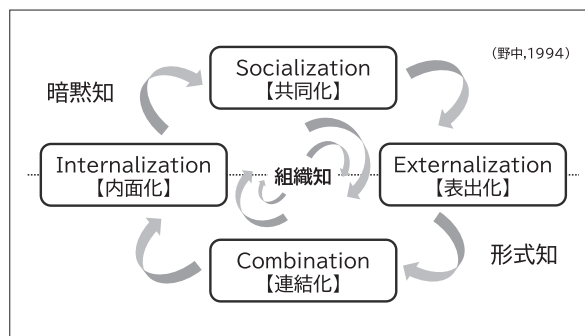 (野中,1994)
Socialization
【共同化】
暗黙知
Internalization
【内面化】
組織知
Externalization
【表出化】
Combination
【連結化】
形式知